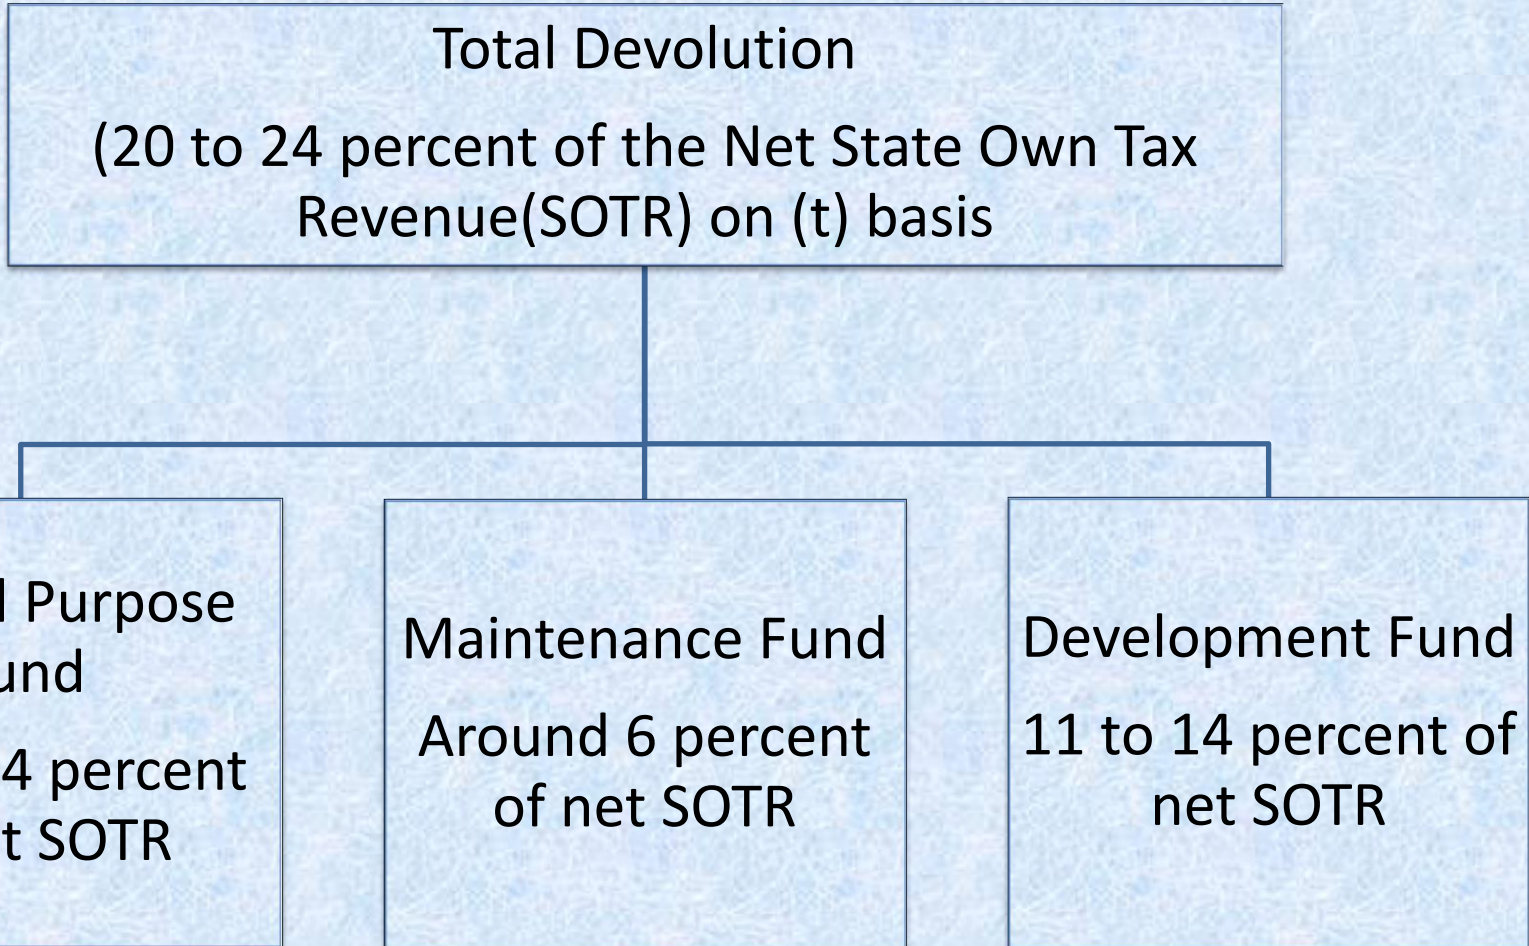 Total Devolution
(20 to 24 percent of the Net State Own Tax
Revenue(SOTR) on (t) basis
Purpose
4 percent
SOTR
Maintenance Fund
Around 6 percent
of net SOTR
Development Fund
11 to 14 percent of
net SOTR